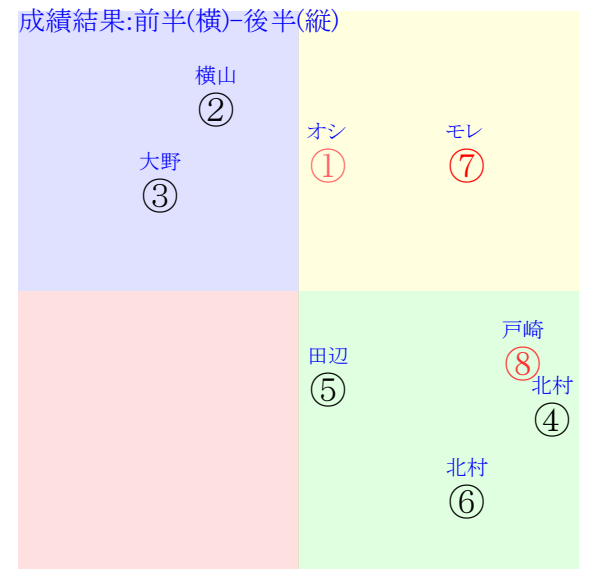 成績結果:前半(横)-後半(縦)
横山
②
オシ
①
モレ
⑦
大野
③
戸崎
⑧
田辺
⑤
北村
④
北村
⑥